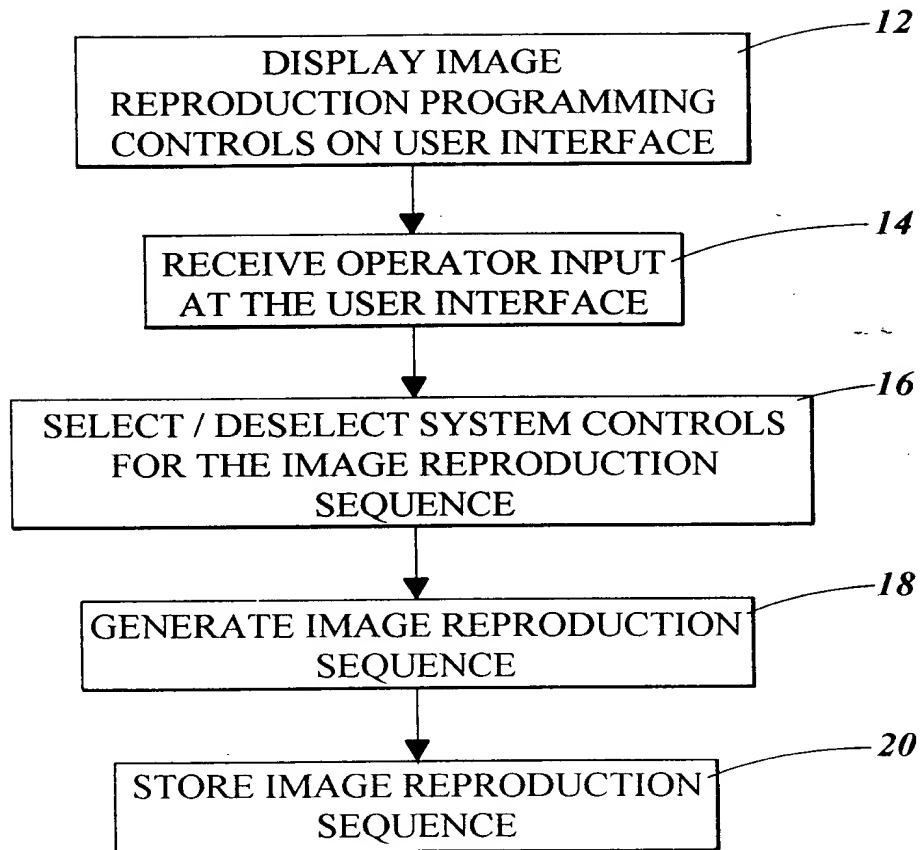 12
DISPLAY IMAGE
REPRODUCTION PROGRAMMING
CONTROLS ON USER INTERFACE
14
RECEIVE OPERATOR INPUT
AT THE USER INTERFACE
16
SELECT / DESELECT SYSTEM CONTROLS
FOR THE IMAGE REPRODUCTION
SEQUENCE
18
GENERATE IMAGE REPRODUCTION
SEQUENCE
20
STORE IMAGE REPRODUCTION
SEQUENCE